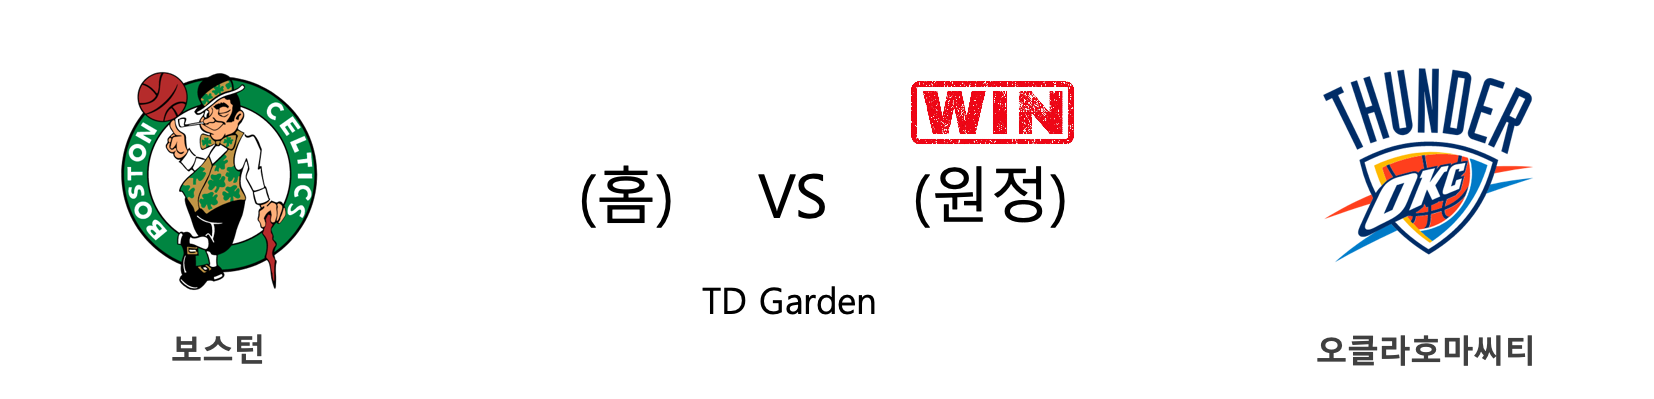 BOSTON CELTICS
THUNDER
OKC
WIN
(홈) VS (원정)
TD Garden
보스턴
오클라호마씨티